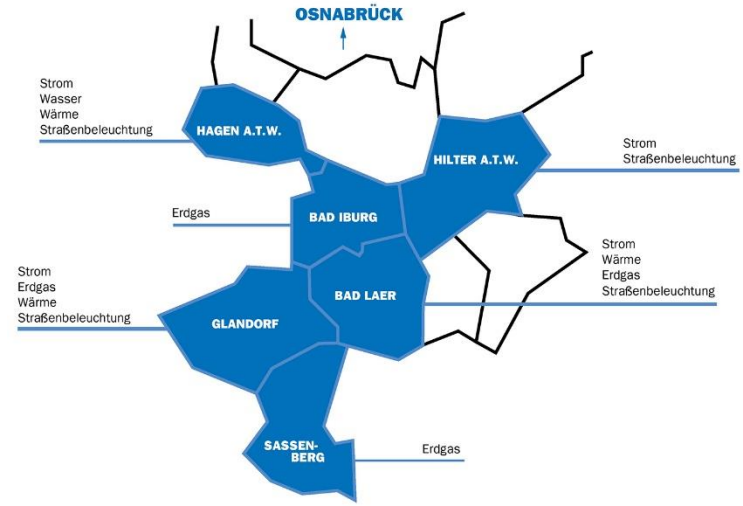 OSNABRÜCK
Strom
Wasser
Wärme
Straßenbeleuchtung
HAGEN A.T.W.
HILTER A.T.W.
Strom
Straßenbeleuchtung
Erdgas
BAD IBURG
Strom
Wärme
Erdgas
Straßenbeleuchtung
Strom
Erdgas
Wärme
Straßenbeleuchtung
BAD LAER
GLANDORF
SASSEN-
BERG
Erdgas